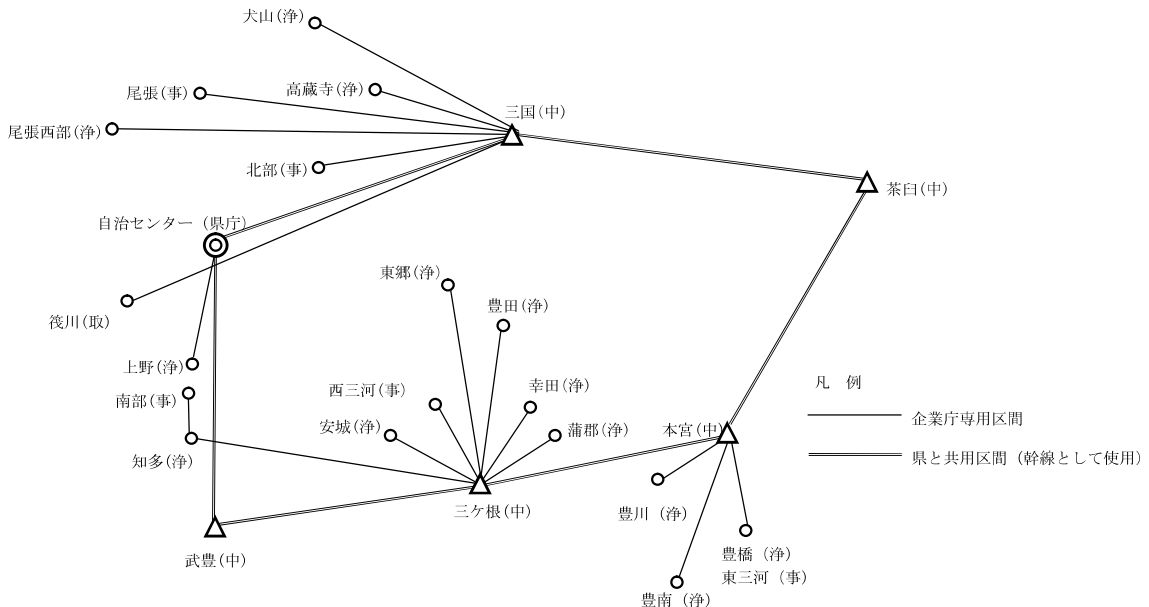 犬山(浄)
尾張(事)
高蔵寺(浄)
三国(中)
尾張西部(浄)
北部(事)
茶臼(中)
自治センター（県庁）
東郷(浄)
豊田(浄)
筏川(取)
上野(浄)
西三河(事)
幸田(浄)
凡　例
南部(事)
安城(浄)
蒲郡(浄)
本宮(中)
企業庁専用区間
知多(浄)
県と共用区間（幹線として使用）
三ケ根(中)
豊川（浄）
武豊(中)
豊橋（浄）
東三河（事）
豊南（浄）